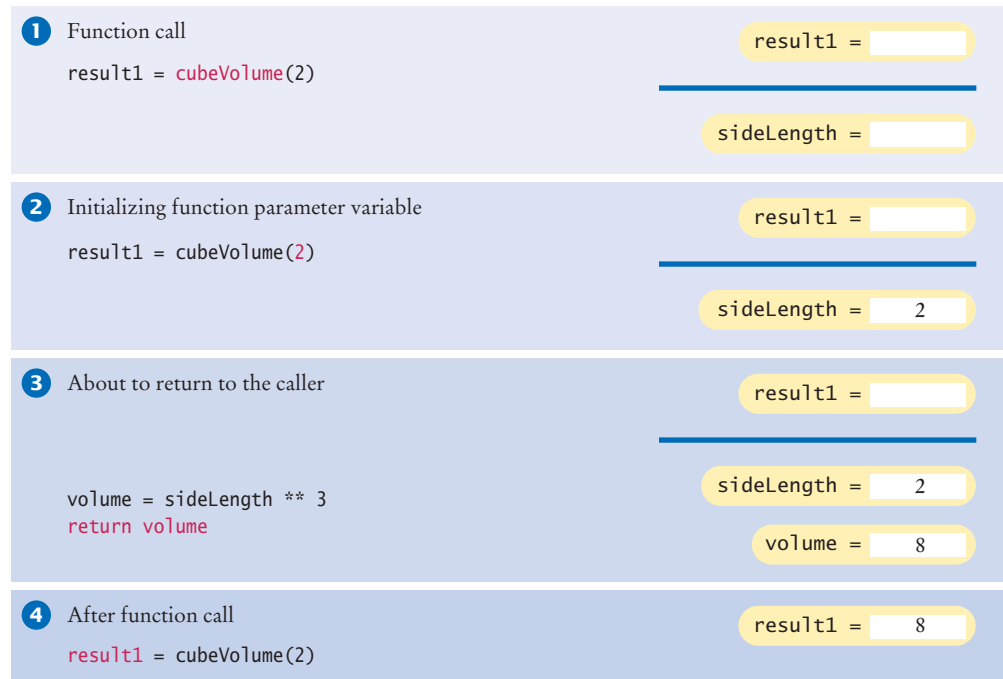 1 Function call
result1 = cubeVolume(2)
result1 =
sideLength =
2 Initializing function parameter variable
result1 = cubeVolume(2)
result1 =
sideLength = 2
3 About to return to the caller
volume = sideLength ** 3
return volume
result1 =
sideLength = 2
volume = 8
4 After function call
result1 = cubeVolume(2)
result1 = 8